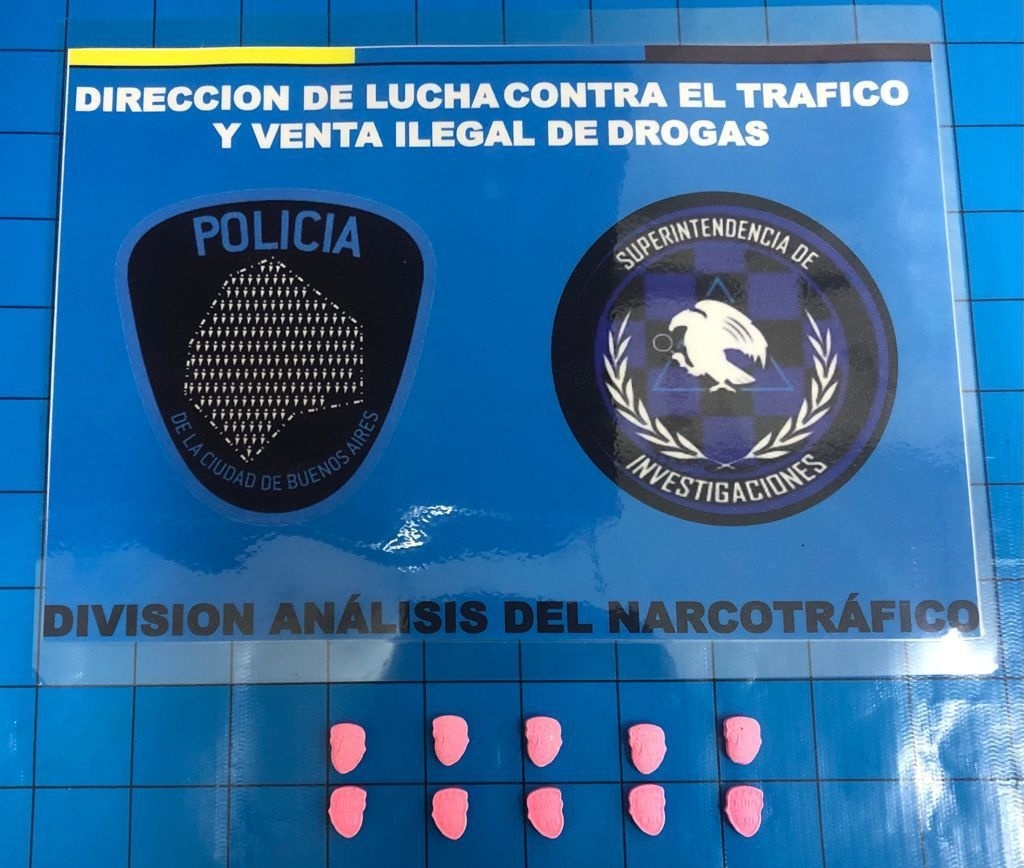 DIRECCION DE LUCHA CONTRA EL TRAFICO
Y VENTA ILEGAL DE DROGAS
POLICIA
DE LA CIUDAD DE BUENOS AIRES
SUPERINTENDENCIA DE
INVESTIGACIONES
DIVISION ANÁLISIS DEL NARCOTRÁFICO